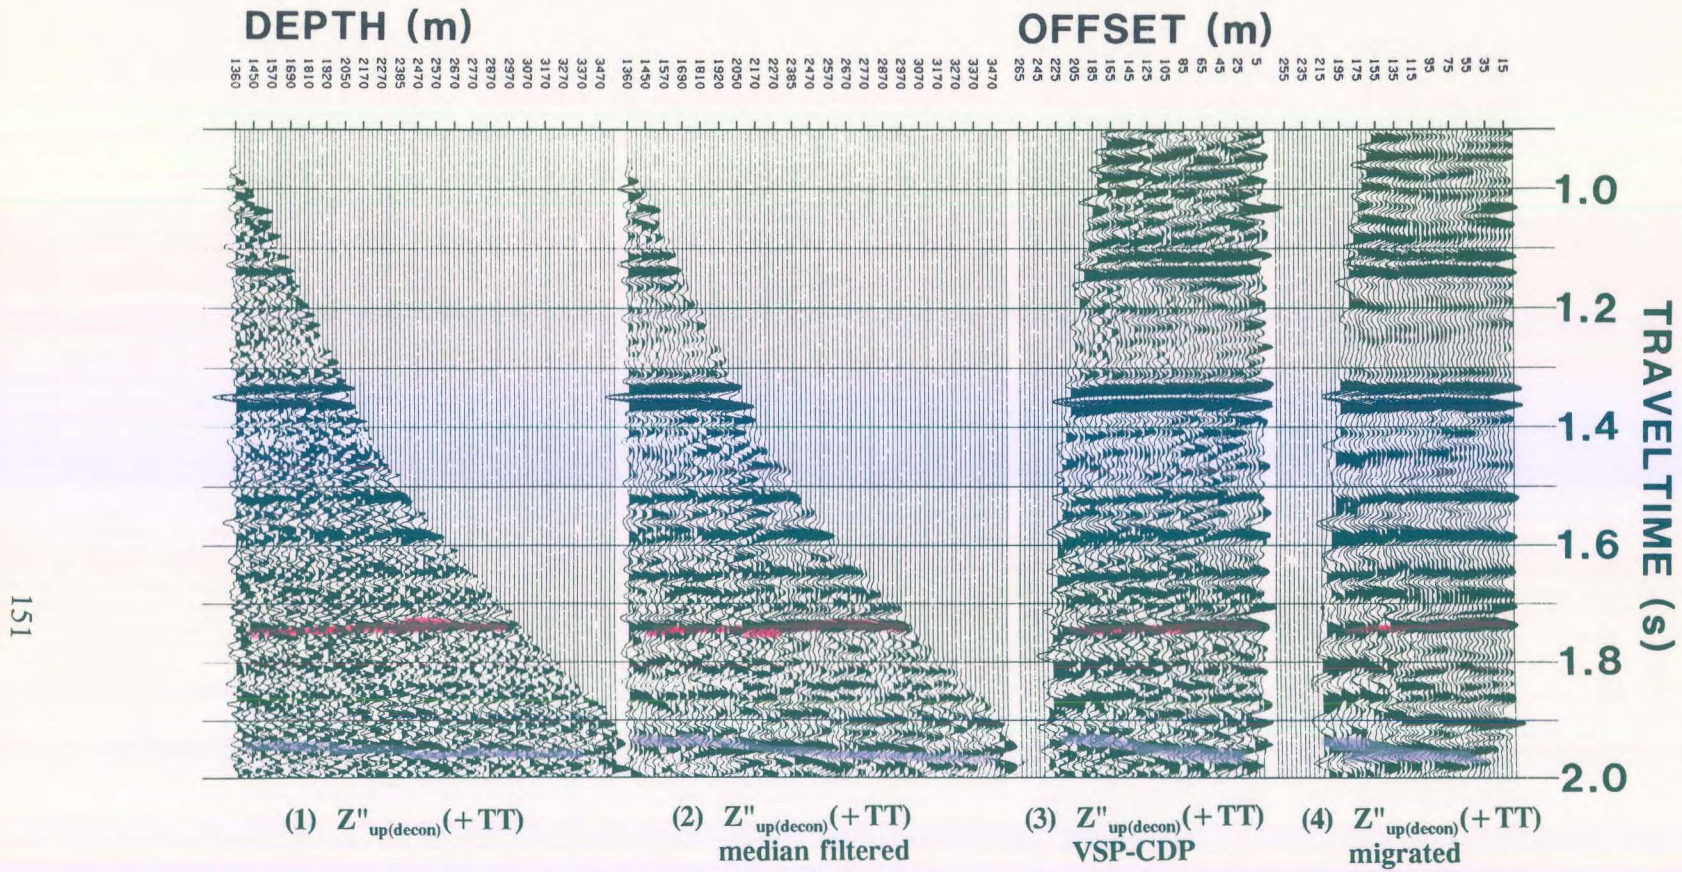 DEPTH (m)
OFFSET (m)
1360 1450 1570 1690 1810 1920 2050 2170 2270 2385 2470 2570 2670 2770 2870 2970 3070 3170 3270 3370 3470
1360 1450 1570 1690 1810 1920 2050 2170 2270 2385 2470 2570 2670 2770 2870 2970 3070 3170 3270 3370 3470
265 245 225 205 185 165 145 125 105 85 65 45 25 5
255 235 215 195 175 155 135 115 95 75 55 35 15
1.0
1.2
1.4
1.6
1.8
2.0
TRAVELTIME (s)
(1) Z"up(decon)(+TT)
(2) Z"up(decon)(+TT)
median filtered
(3) Z"up(decon)(+TT)
VSP-CDP
(4) Z"up(decon)(+TT)
migrated
151